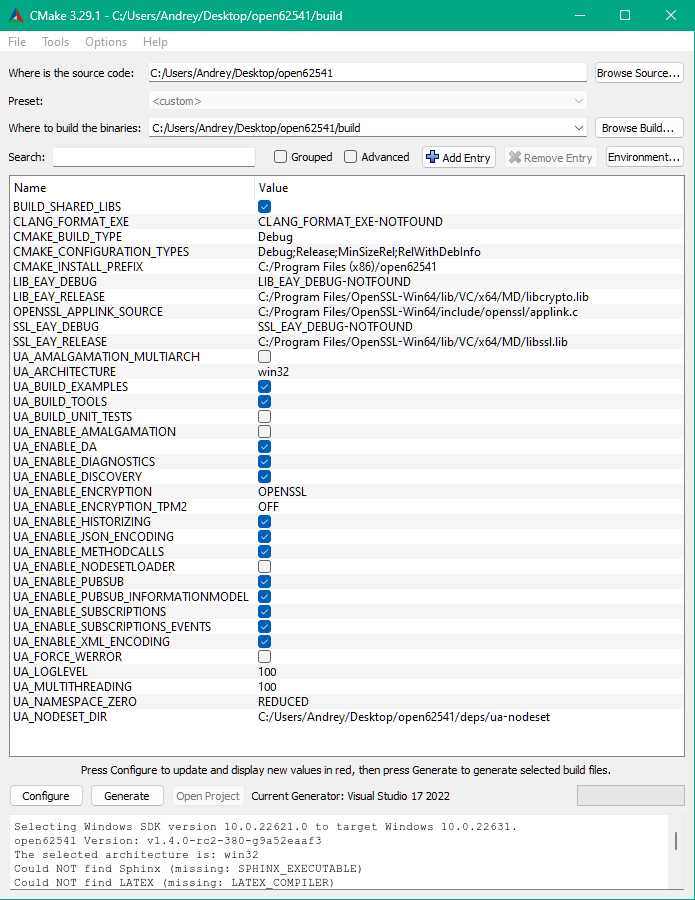 CMake 3.29.1 - C:/Users/Andrey/Desktop/open62541/build
File Tools Options Help
Where is the source code: C:/Users/Andrey/Desktop/open62541 Browse Source...
Preset: <custom>
Where to build the binaries: C:/Users/Andrey/Desktop/open62541/build Browse Build...
Search: Grouped Advanced Add Entry Remove Entry Environment...
Name Value
BUILD_SHARED_LIBS
CLANG_FORMAT_EXE CLANG_FORMAT_EXE-NOTFOUND
CMAKE_BUILD_TYPE Debug
CMAKE_CONFIGURATION_TYPES Debug;Release;MinSizeRel;RelWithDebInfo
CMAKE_INSTALL_PREFIX C:/Program Files (x86)/open62541
LIB_EAY_DEBUG LIB_EAY_DEBUG-NOTFOUND
LIB_EAY_RELEASE C:/Program Files/OpenSSL-Win64/lib/VC/x64/MD/libcrypto.lib
OPENSSL_APPLINK_SOURCE C:/Program Files/OpenSSL-Win64/include/openssl/applink.c
SSL_EAY_DEBUG SSL_EAY_DEBUG-NOTFOUND
SSL_EAY_RELEASE C:/Program Files/OpenSSL-Win64/lib/VC/x64/MD/libssl.lib
UA_AMALGAMATION_MULTIARCH
UA_ARCHITECTURE win32
UA_BUILD_EXAMPLES
UA_BUILD_TOOLS
UA_BUILD_UNIT_TESTS
UA_ENABLE_AMALGAMATION
UA_ENABLE_DA
UA_ENABLE_DIAGNOSTICS
UA_ENABLE_DISCOVERY
UA_ENABLE_ENCRYPTION OPENSSL
UA_ENABLE_ENCRYPTION_TPM2 OFF
UA_ENABLE_HISTORIZING
UA_ENABLE_JSON_ENCODING
UA_ENABLE_METHODCALLS
UA_ENABLE_NODESETLOADER
UA_ENABLE_PUBSUB
UA_ENABLE_PUBSUB_INFORMATIONMODEL
UA_ENABLE_SUBSCRIPTIONS
UA_ENABLE_SUBSCRIPTIONS_EVENTS
UA_ENABLE_XML_ENCODING
UA_FORCE_WERROR
UA_LOGLEVEL 100
UA_MULTITHREADING 100
UA_NAMESPACE_ZERO REDUCED
UA_NODESET_DIR C:/Users/Andrey/Desktop/open62541/deps/ua-nodeset
Press Configure to update and display new values in red, then press Generate to generate selected build files.
Configure Generate Open Project Current Generator: Visual Studio 17 2022
Selecting Windows SDK version 10.0.22621.0 to target Windows 10.0.22631.
open62541 Version: v1.4.0-rc2-380-g9a52eaaf3
The selected architecture is: win32
Could NOT find Sphinx (missing: SPHINX_EXECUTABLE)
Could NOT find LATEX (missing: LATEX_COMPILER)